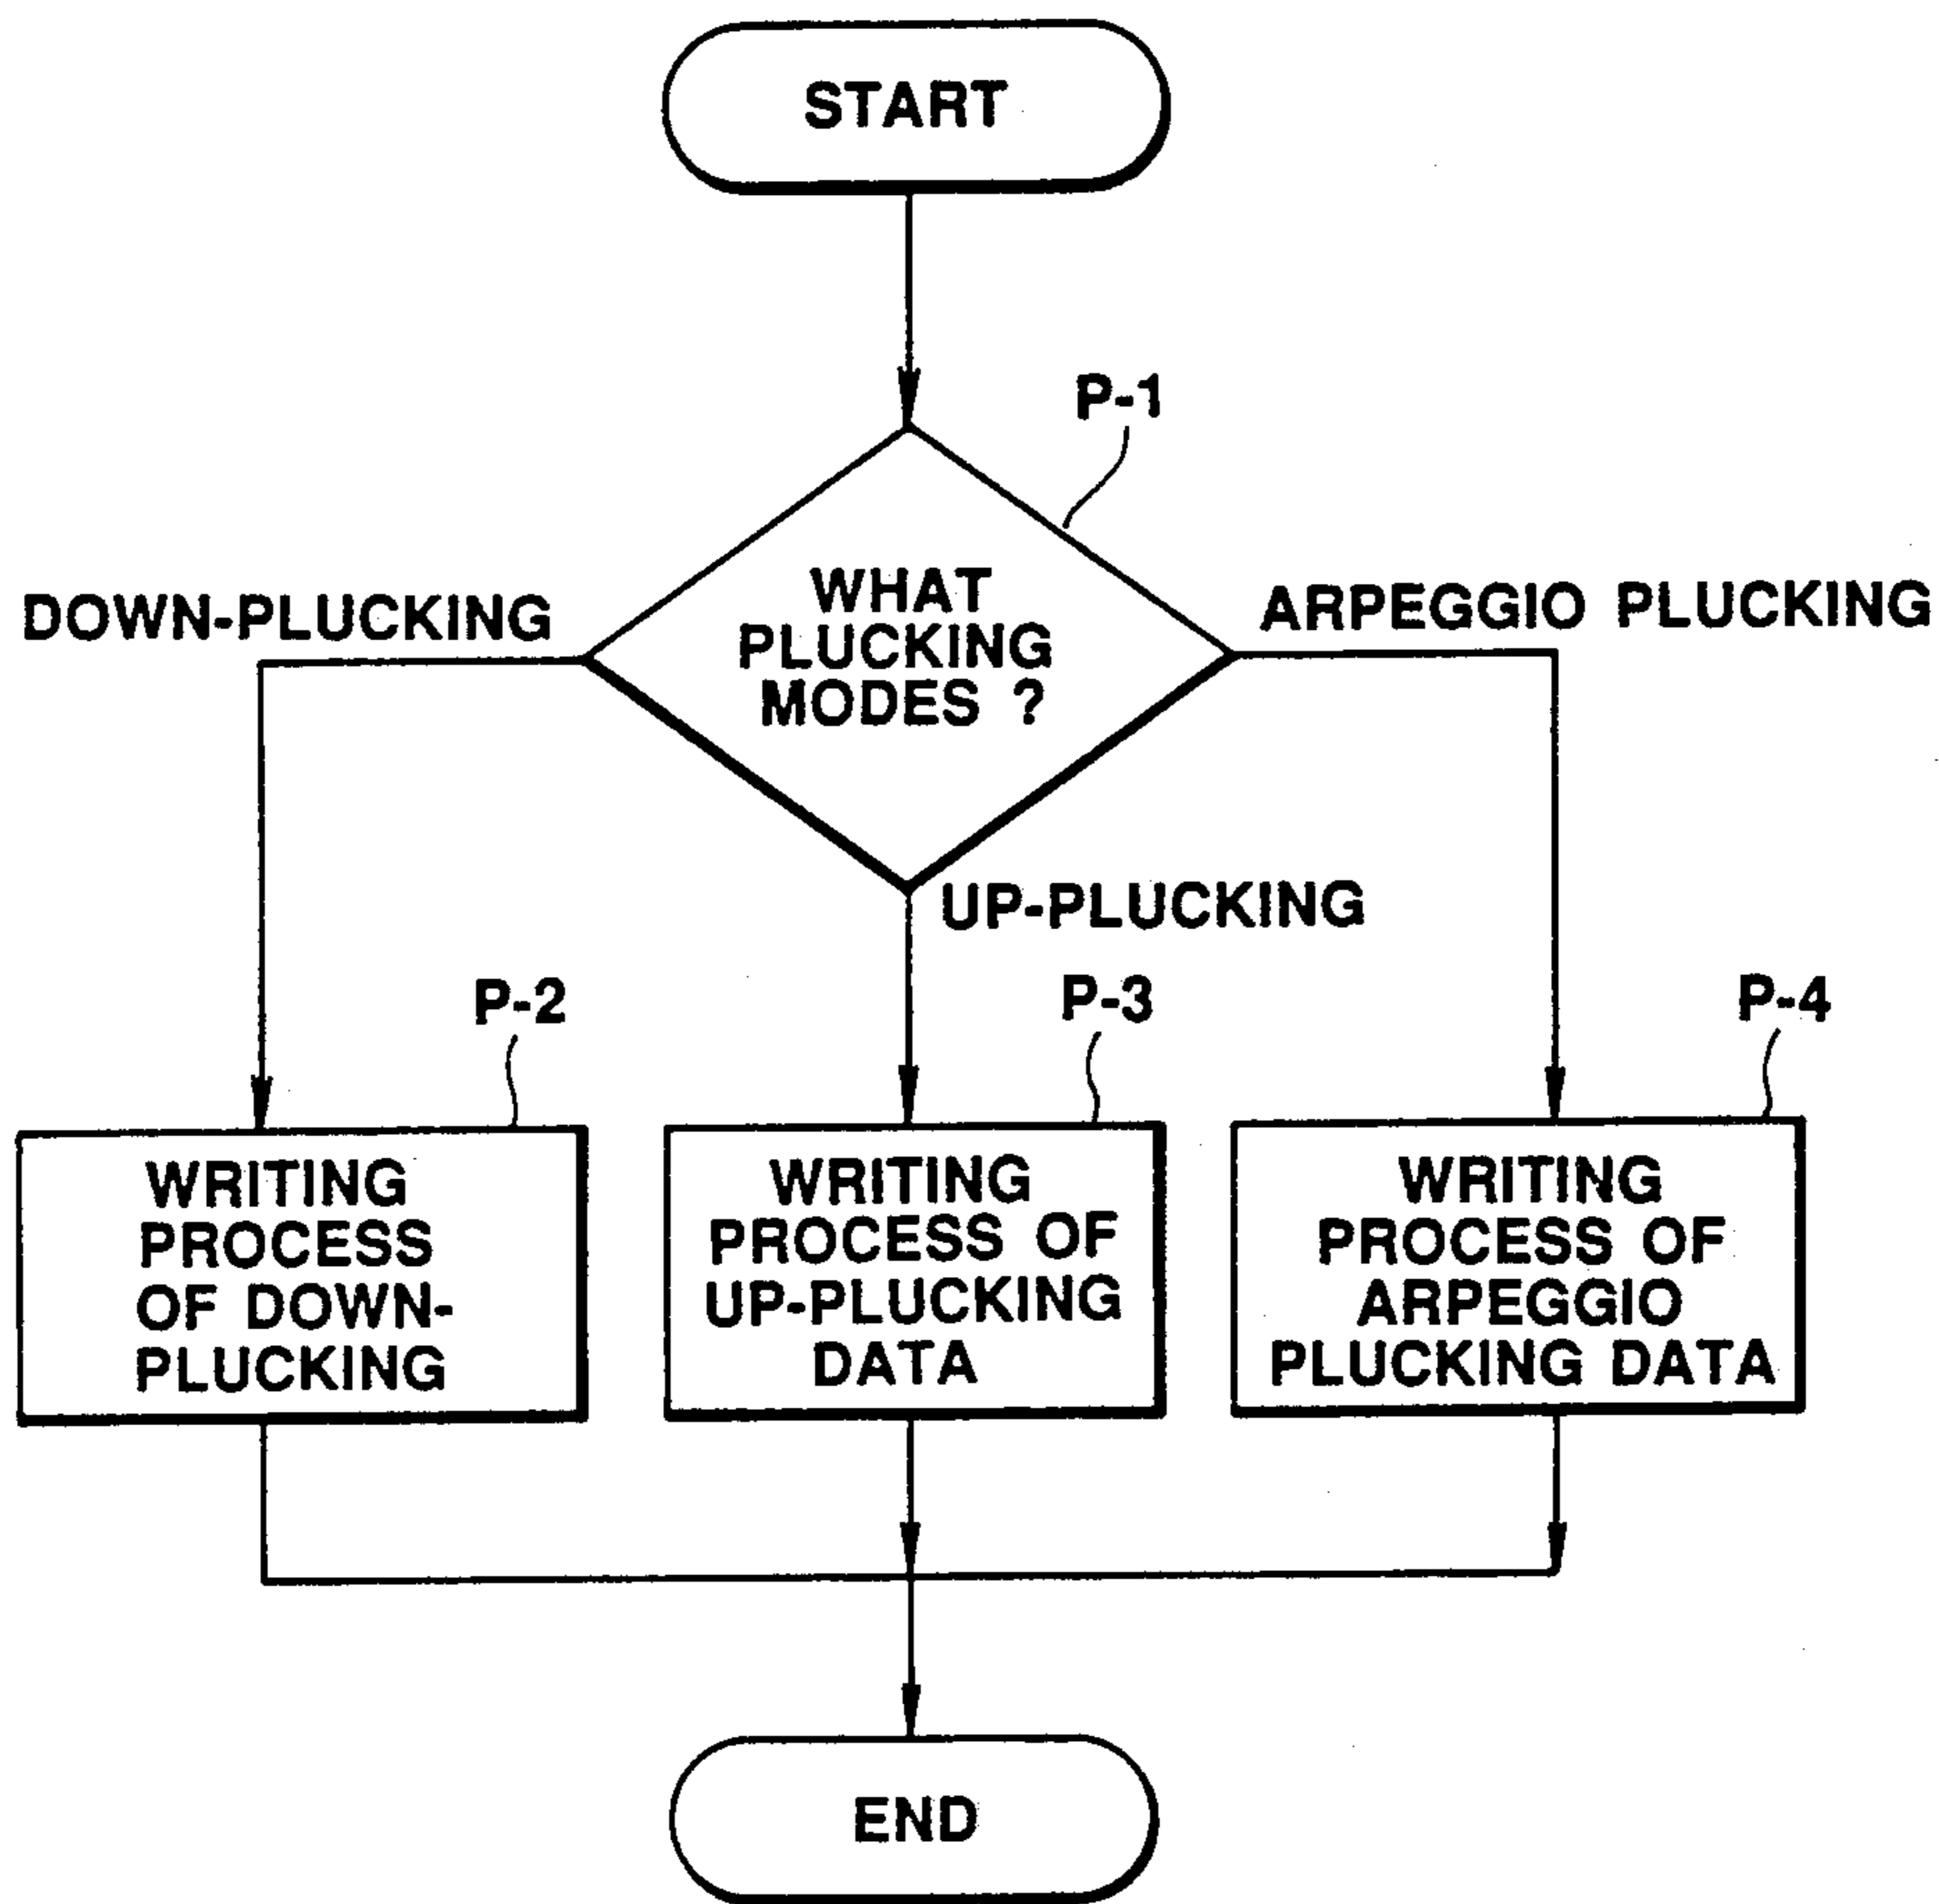 START
P-1
WHAT
PLUCKING
MODES ?
DOWN-PLUCKING
ARPEGGIO PLUCKING
UP-PLUCKING
P-2
P-3
P-4
WRITING
PROCESS
OF DOWN-
PLUCKING
WRITING
PROCESS OF
UP-PLUCKING
DATA
WRITING
PROCESS OF
ARPEGGIO
PLUCKING DATA
END